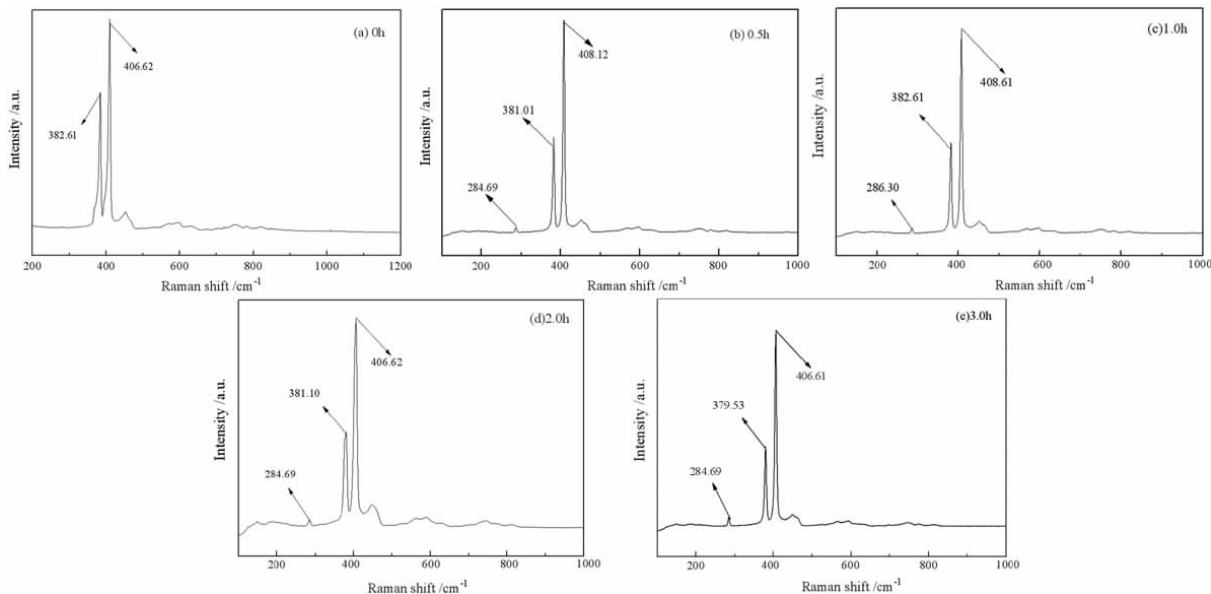 (a) 0h
406.62
382.61
Intensity /a.u.
200 400 600 800 1000 1200
Raman shift /cm-1
(b) 0.5h
408.12
381.01
284.69
Intensity /a.u.
200 400 600 800 1000
Raman shift /cm-1
(c)1.0h
408.61
382.61
286.30
Intensity /a.u.
200 400 600 800 1000
Raman shift /cm-1
(d)2.0h
406.62
381.10
284.69
Intensity /a.u.
200 400 600 800 1000
Raman shift /cm-1
(e)3.0h
406.61
379.53
284.69
Intensity /a.u.
200 400 600 800 1000
Raman shift /cm-1